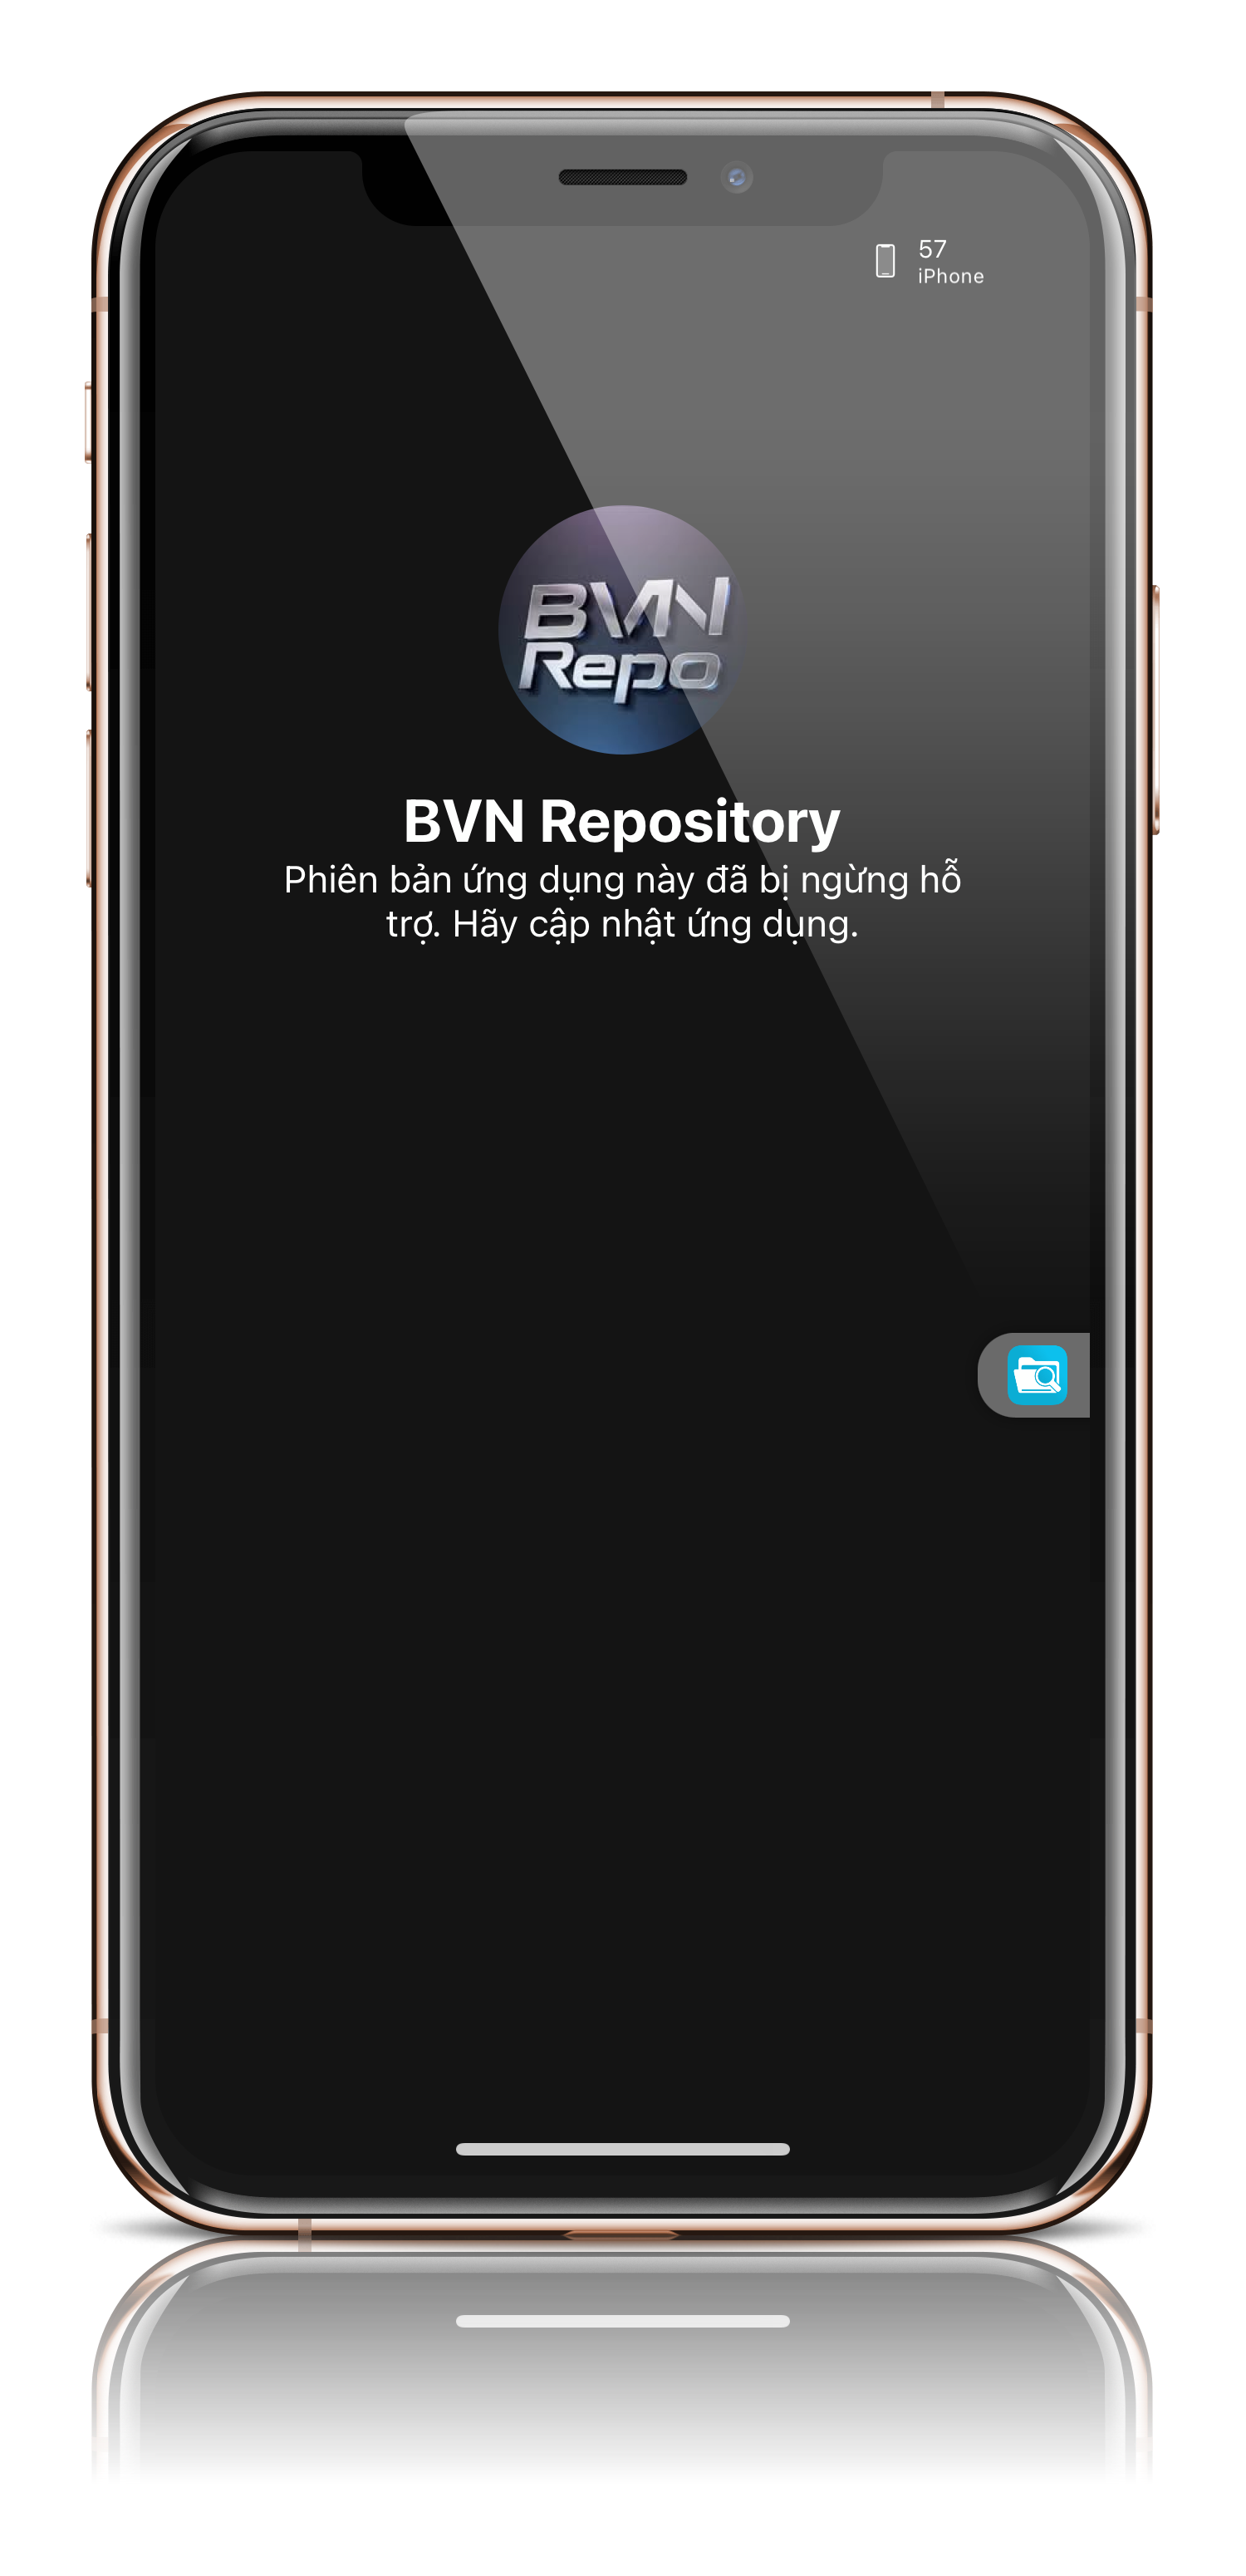 57
iPhone
BVN
Repo
BVN Repository
Phiên bản ứng dụng này đã bị ngừng hỗ
trợ. Hãy cập nhật ứng dụng.